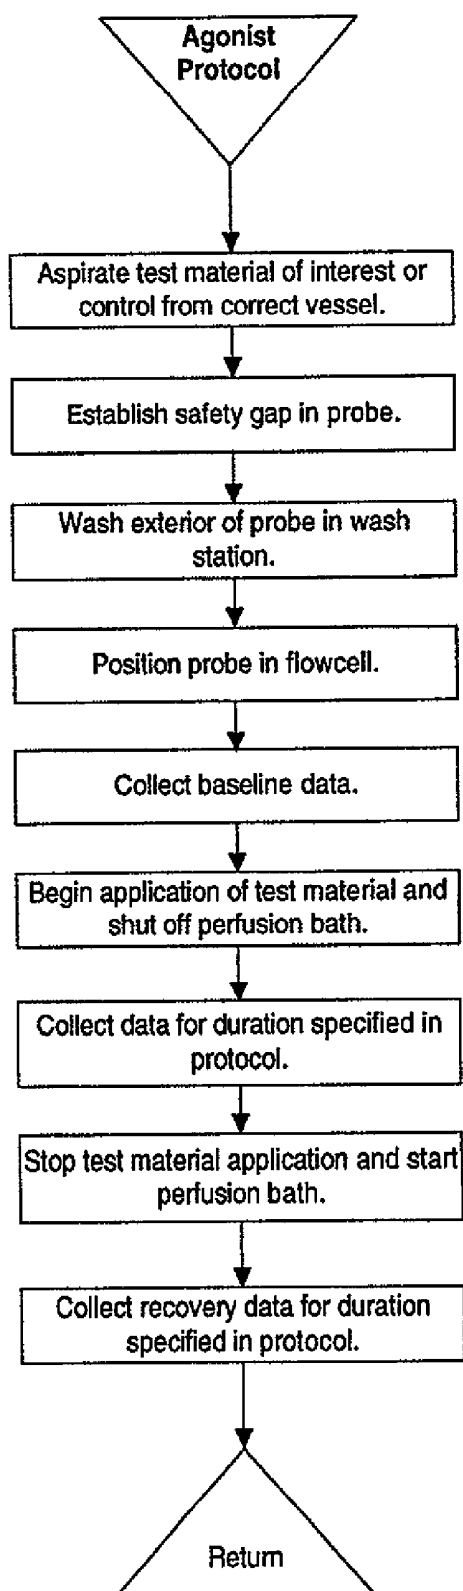 Agonist
Protocol
Aspirate test material of interest or
control from correct vessel.
Establish safety gap in probe.
Wash exterior of probe in wash
station.
Position probe in flowcell.
Collect baseline data.
Begin application of test material and
shut off perfusion bath.
Collect data for duration specified in
protocol.
Stop test material application and start
perfusion bath.
Collect recovery data for duration
specified in protocol.
Return